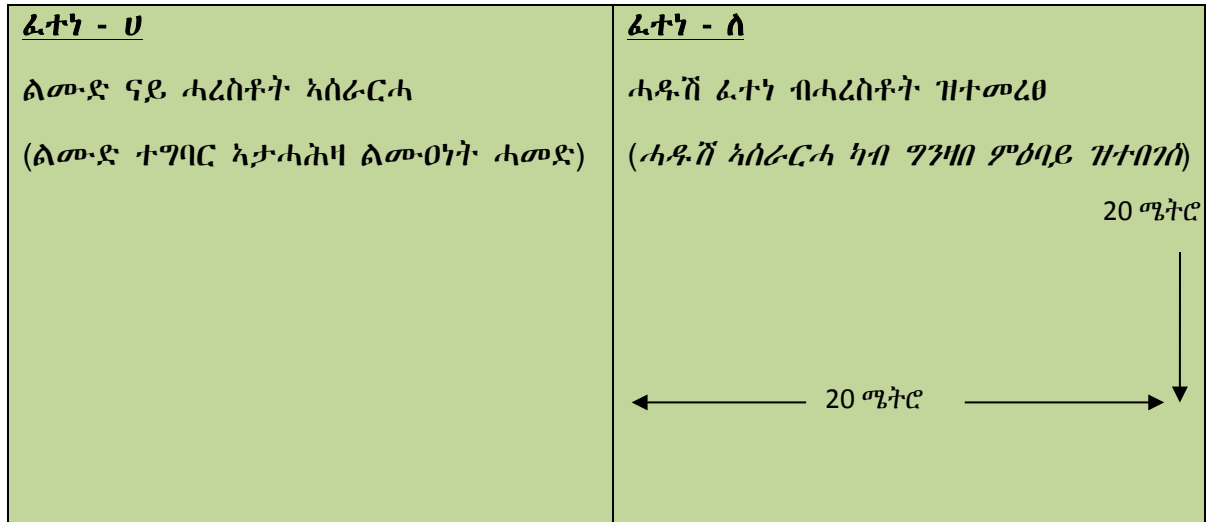 ፈተነ - ሀ
ልሙድ ናይ ሓረስቶት ኣሰራርሓ
(ልሙድ ተግባር ኣታሓሕዛ ልሙዐነት ሓመድ)
ፈተነ - ለ
ሓዱሽ ፈተነ ብሓረስቶት ዝተመረፀ
(ሓዱሽ ኣሰራርሓ ካብ ግንዛበ ምዕባይ ዝተበገሰ)
20 ሜትሮ
20 ሜትሮ